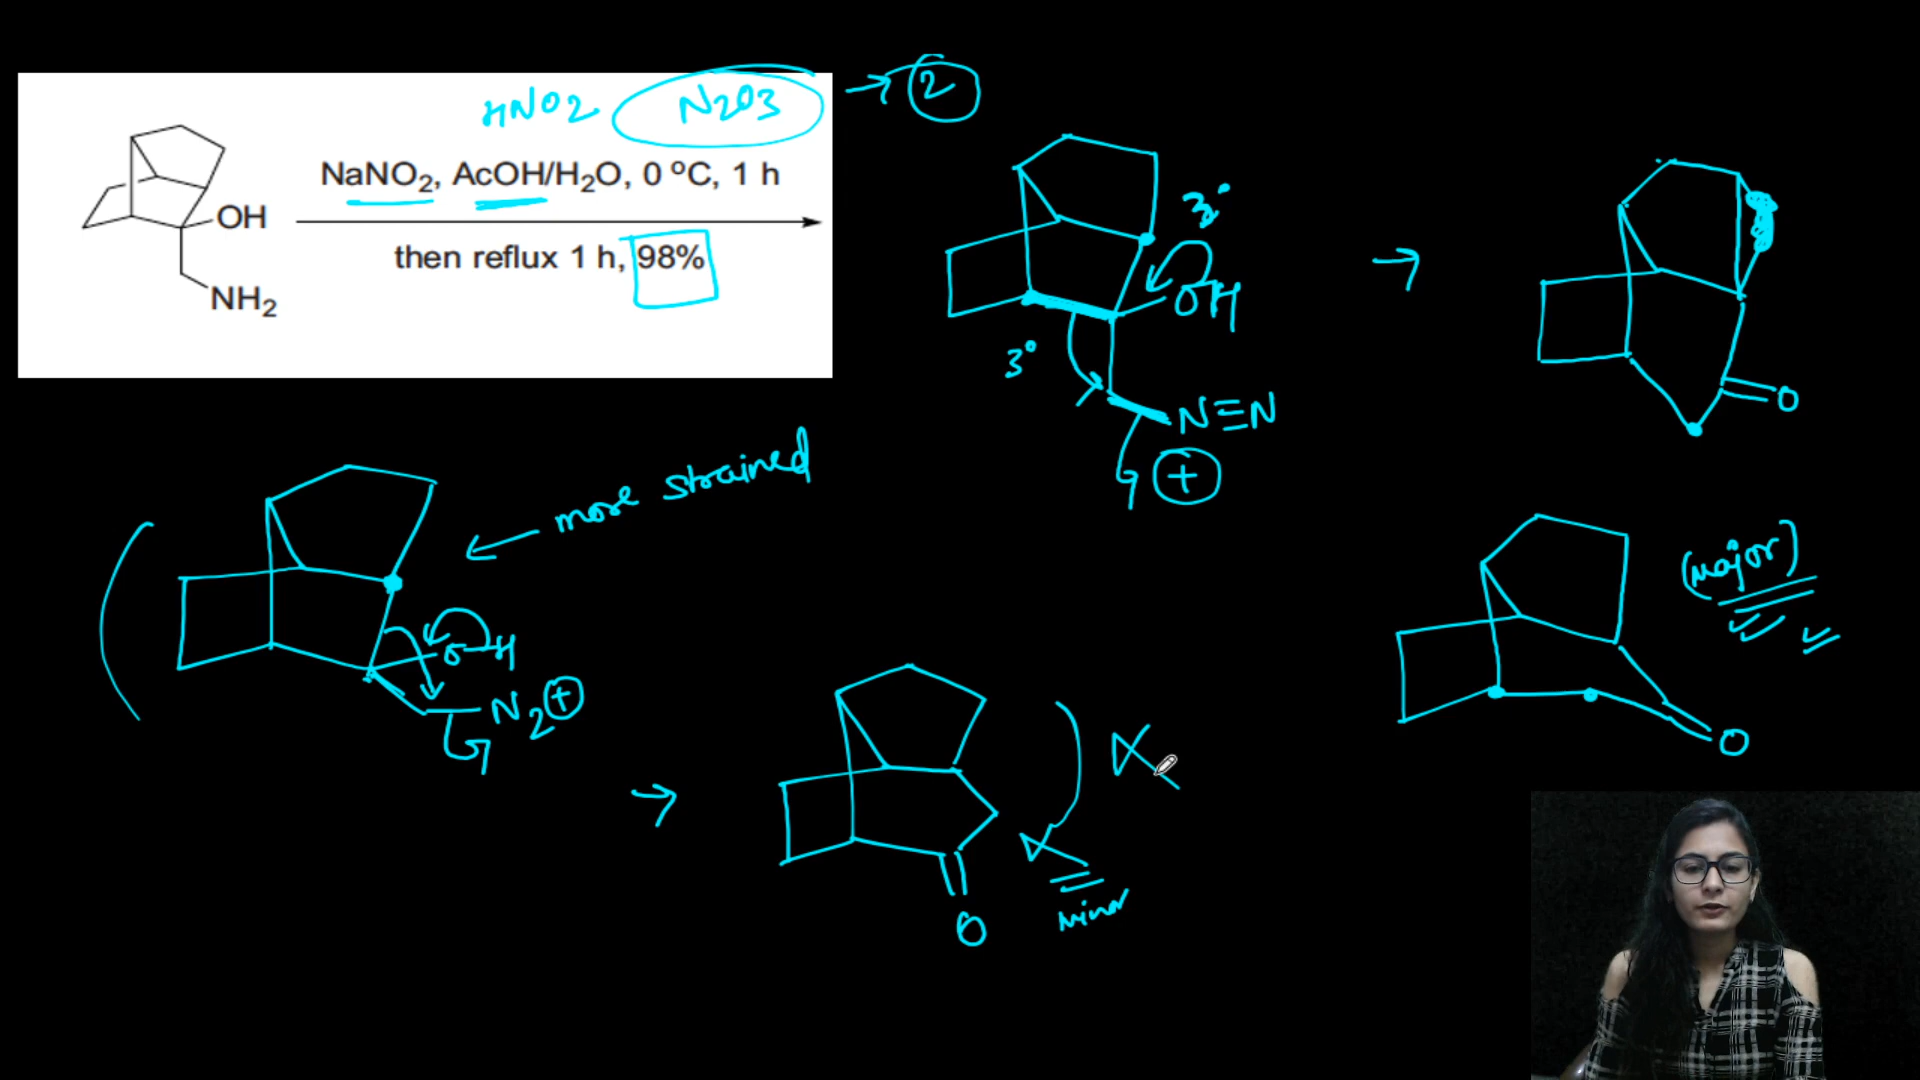 HNO2 N2O3 → 2
NaNO2, AcOH/H2O, 0 ºC, 1 h
then reflux 1 h, 98%
OH
NH2
3°
OH
3°
N≡N
+
→
O
← more strained
O-H
N2+
→
O
minor
(major)
O